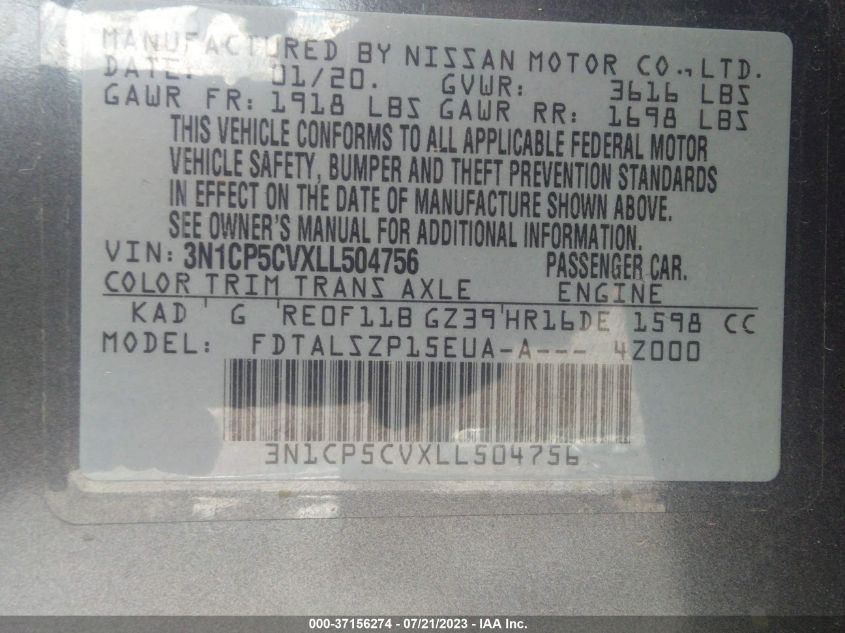 MANUFACTURED BY NISSAN MOTOR CO., LTD.
DATE: 01/20. GVWR: 3616 LBS
GAWR FR: 1918 LBS GAWR RR: 1698 LBS
THIS VEHICLE CONFORMS TO ALL APPLICABLE FEDERAL MOTOR
VEHICLE SAFETY, BUMPER AND THEFT PREVENTION STANDARDS
IN EFFECT ON THE DATE OF MANUFACTURE SHOWN ABOVE.
SEE OWNER'S MANUAL FOR ADDITIONAL INFORMATION.
VIN: 3N1CP5CVXLL504756 PASSENGER CAR.
COLOR TRIM TRANS AXLE ENGINE
KAD ' G ' RE0F11B GZ39 ' HR16DE 1598 CC
MODEL: FDTALSZP15EUA-A--- 4Z000
3N1CP5CVXLL504756
000-37156274 - 07/21/2023 - IAA Inc.